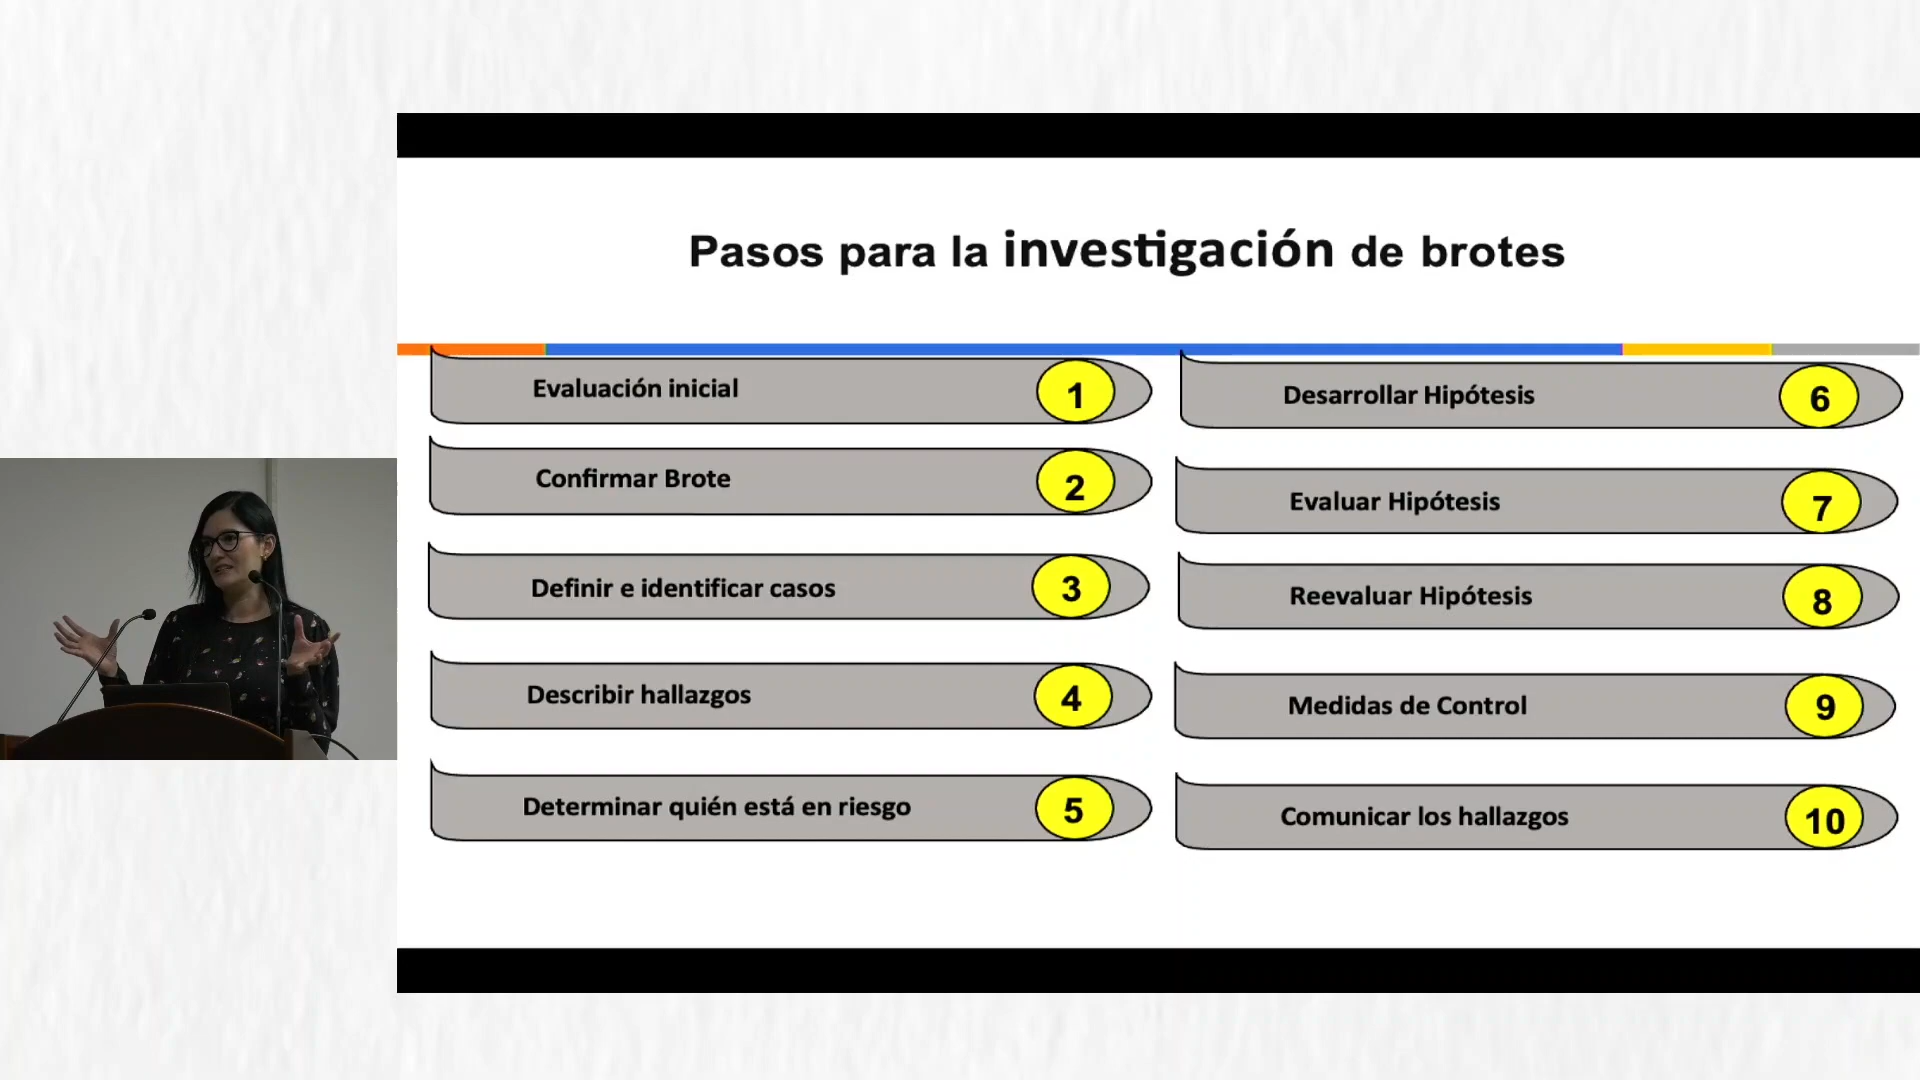 Pasos para la investigación de brotes
Evaluación inicial 1
Confirmar Brote 2
Definir e identificar casos 3
Describir hallazgos 4
Determinar quién está en riesgo 5
Desarrollar Hipótesis 6
Evaluar Hipótesis 7
Reevaluar Hipótesis 8
Medidas de Control 9
Comunicar los hallazgos 10